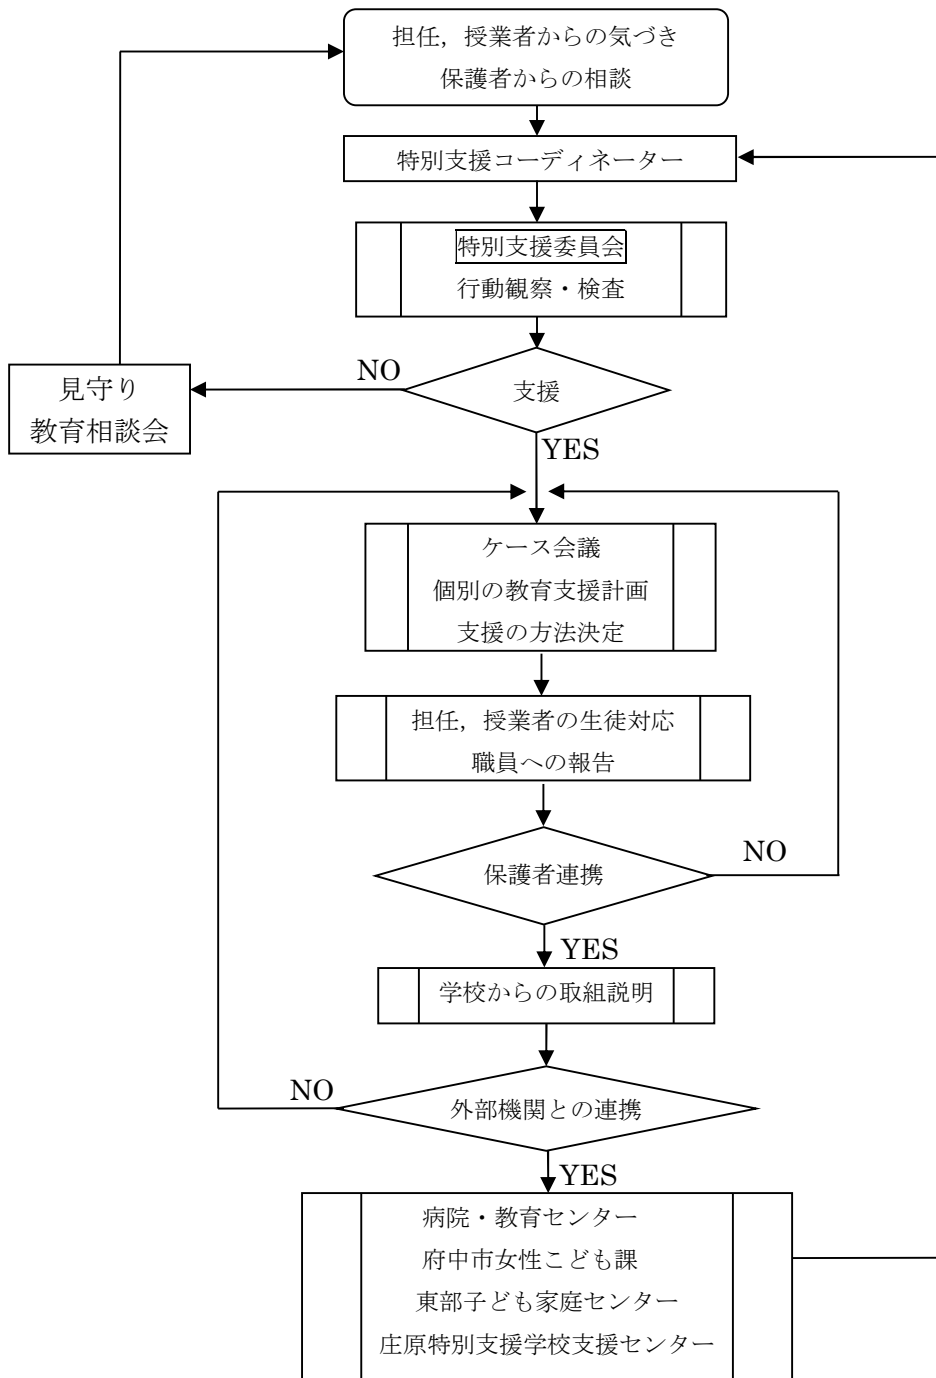 担任，授業者からの気づき
保護者からの相談
特別支援コーディネーター
特別支援委員会
行動観察・検査
支援
NO
見守り
教育相談会
YES
ケース会議
個別の教育支援計画
支援の方法決定
担任，授業者の生徒対応
職員への報告
保護者連携
NO
YES
学校からの取組説明
外部機関との連携
NO
YES
病院・教育センター
府中市女性こども課
東部子ども家庭センター
庄原特別支援学校支援センター